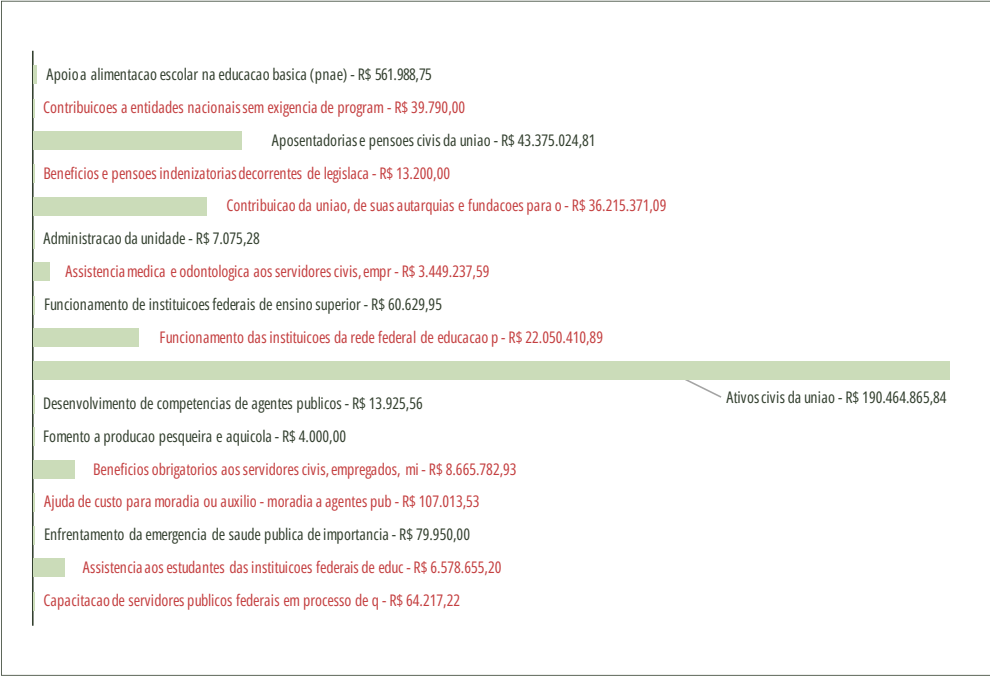 Apoio a alimentacao escolar na educacao basica (pnae) - R$ 561.988,75
Contribuicoes a entidades nacionais sem exigencia de program - R$ 39.790,00
Aposentadorias e pensoes civis da uniao - R$ 43.375.024,81
Beneficios e pensoes indenizatorias decorrentes de legislaca - R$ 13.200,00
Contribuicao da uniao, de suas autarquias e fundacoes para o - R$ 36.215.371,09
Administracao da unidade - R$ 7.075,28
Assistencia medica e odontologica aos servidores civis, empr - R$ 3.449.237,59
Funcionamento de instituicoes federais de ensino superior - R$ 60.629,95
Funcionamento das instituicoes da rede federal de educacao p - R$ 22.050.410,89
Ativos civis da uniao - R$ 190.464.865,84
Desenvolvimento de competencias de agentes publicos - R$ 13.925,56
Fomento a producao pesqueira e aquicola - R$ 4.000,00
Beneficios obrigatorios aos servidores civis, empregados, mi - R$ 8.665.782,93
Ajuda de custo para moradia ou auxilio - moradia a agentes pub - R$ 107.013,53
Enfrentamento da emergencia de saude publica de importancia - R$ 79.950,00
Assistencia aos estudantes das instituicoes federais de educ - R$ 6.578.655,20
Capacitacao de servidores publicos federais em processo de q - R$ 64.217,22